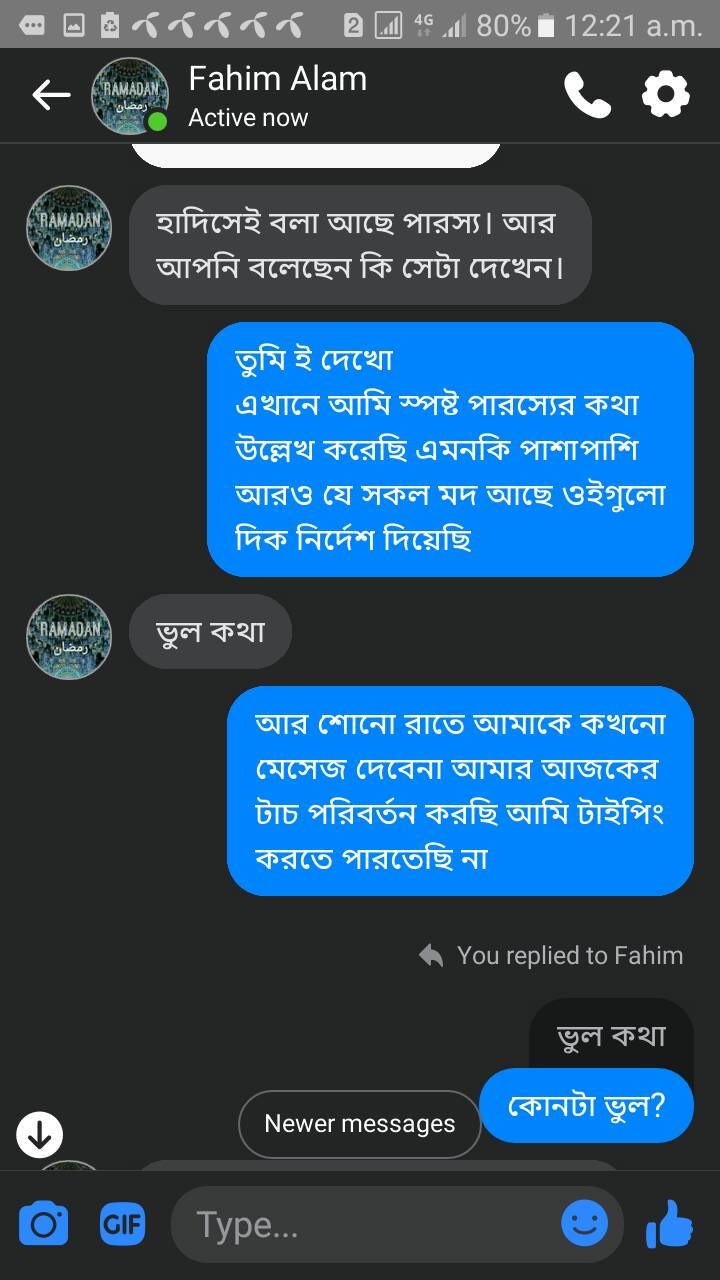 2 4G 80% 12:21 a.m.
Fahim Alam
Active now
RAMADAN
رمضان
হাদিসেই বলা আছে পারস্য। আর
আপনি বলেছেন কি সেটা দেখেন।
RAMADAN
رمضان
তুমি ই দেখো
এখানে আমি স্পষ্ট পারস্যের কথা
উল্লেখ করেছি এমনকি পাশাপাশি
আরও যে সকল মদ আছে ওইগুলো
দিক নির্দেশ দিয়েছি
ভুল কথা
RAMADAN
رمضان
আর শোনো রাতে আমাকে কখনো
মেসেজ দেবেনা আমার আজকের
টাচ পরিবর্তন করছি আমি টাইপিং
করতে পারতেছি না
You replied to Fahim
ভুল কথা
কোনটা ভুল?
Newer messages
GIF
Type...